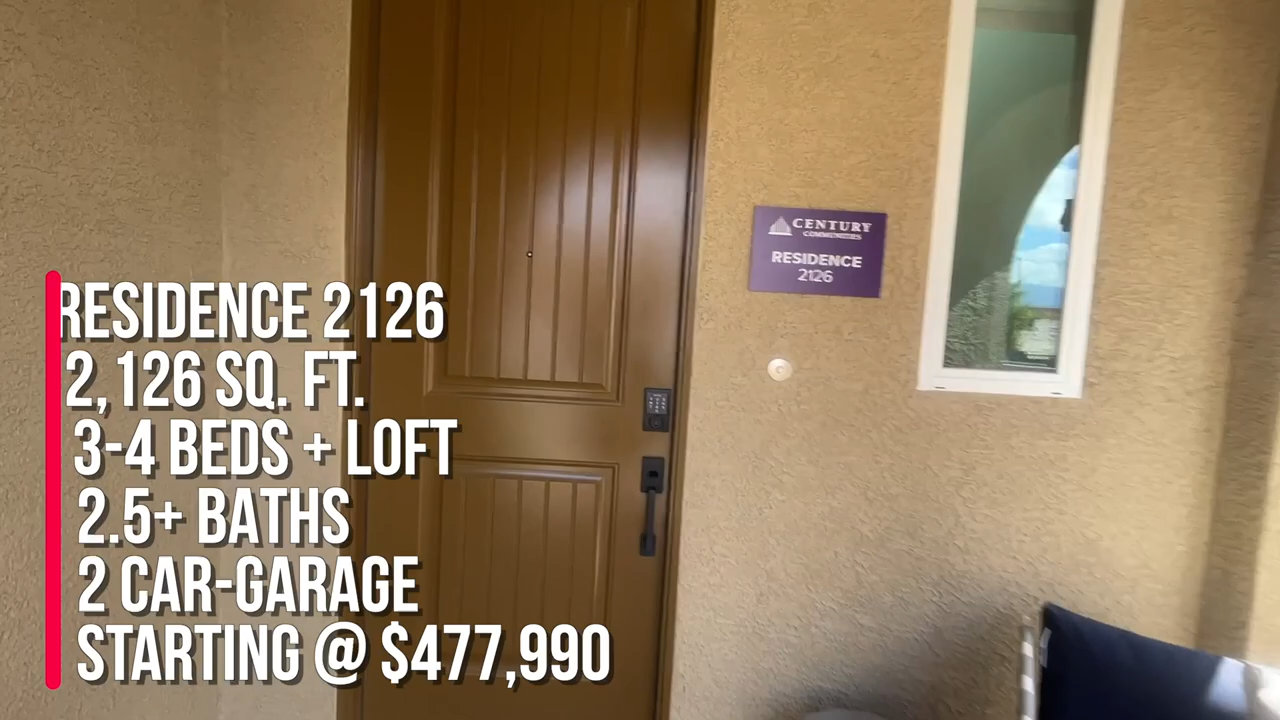 CENTURY
COMMUNITIES
RESIDENCE
2126
RESIDENCE 2126
2,126 SQ. FT.
3-4 BEDS + LOFT
2.5+ BATHS
2 CAR-GARAGE
STARTING @ $477,990